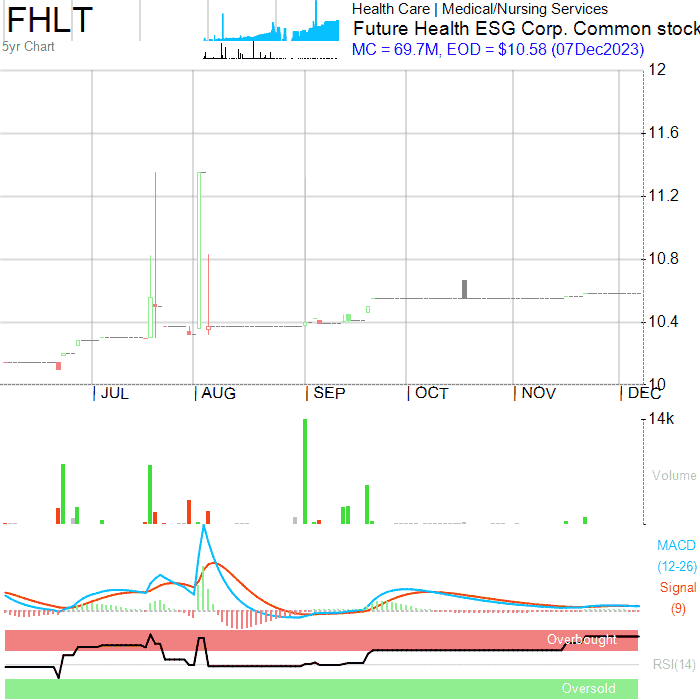 FHLT
5yr Chart
Health Care | Medical/Nursing Services
Future Health ESG Corp. Common stock
MC = 69.7M, EOD = $10.58 (07Dec2023)
12
11.6
11.2
10.8
10.4
10
JUL AUG SEP OCT NOV DEC
14k
Volume
MACD
(12-26)
Signal
(9)
Overbought
RSI(14)
Oversold